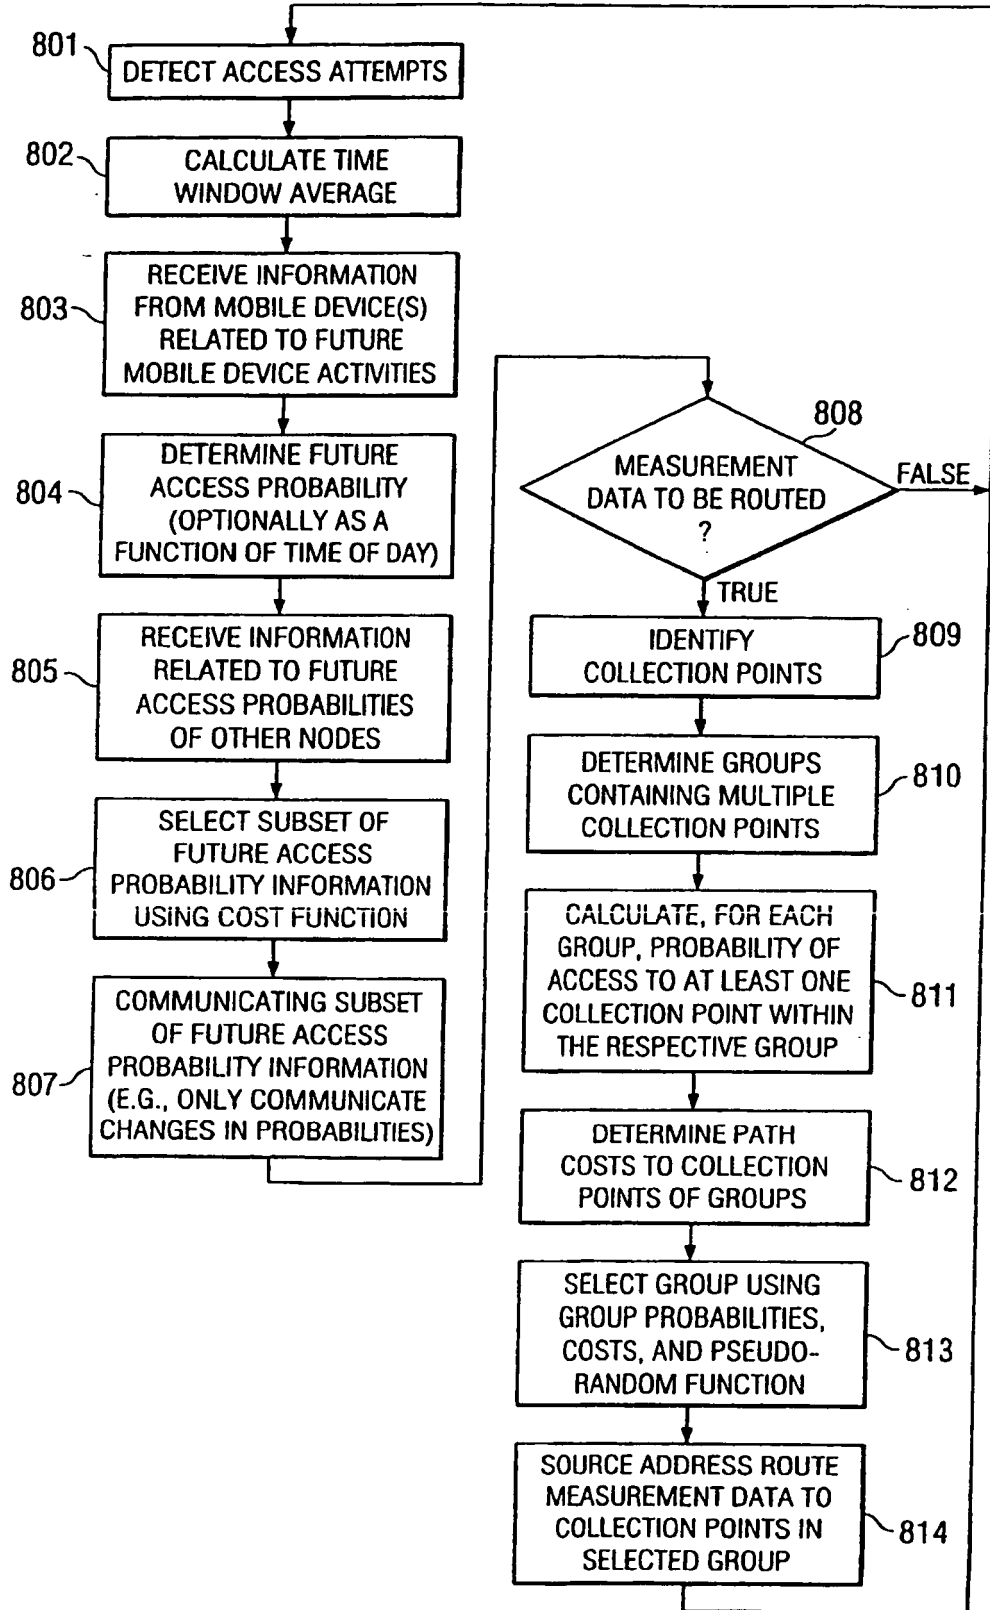 801
DETECT ACCESS ATTEMPTS
802
CALCULATE TIME
WINDOW AVERAGE
803
RECEIVE INFORMATION
FROM MOBILE DEVICE(S)
RELATED TO FUTURE
MOBILE DEVICE ACTIVITIES
804
DETERMINE FUTURE
ACCESS PROBABILITY
(OPTIONALLY AS A
FUNCTION OF TIME OF DAY)
805
RECEIVE INFORMATION
RELATED TO FUTURE
ACCESS PROBABILITIES
OF OTHER NODES
806
SELECT SUBSET OF
FUTURE ACCESS
PROBABILITY INFORMATION
USING COST FUNCTION
807
COMMUNICATING SUBSET
OF FUTURE ACCESS
PROBABILITY INFORMATION
(E.G., ONLY COMMUNICATE
CHANGES IN PROBABILITIES)
808
MEASUREMENT
DATA TO BE ROUTED
?
FALSE
TRUE
809
IDENTIFY
COLLECTION POINTS
810
DETERMINE GROUPS
CONTAINING MULTIPLE
COLLECTION POINTS
811
CALCULATE, FOR EACH
GROUP, PROBABILITY OF
ACCESS TO AT LEAST ONE
COLLECTION POINT WITHIN
THE RESPECTIVE GROUP
812
DETERMINE PATH
COSTS TO COLLECTION
POINTS OF GROUPS
813
SELECT GROUP USING
GROUP PROBABILITIES,
COSTS, AND PSEUDO-
RANDOM FUNCTION
814
SOURCE ADDRESS ROUTE
MEASUREMENT DATA TO
COLLECTION POINTS IN
SELECTED GROUP